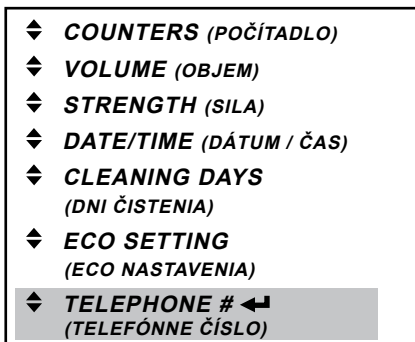 COUNTERS (POČÍTADLO)
VOLUME (OBJEM)
STRENGTH (SILA)
DATE/TIME (DÁTUM / ČAS)
CLEANING DAYS
(DNI ČISTENIA)
ECO SETTING
(ECO NASTAVENIA)
TELEPHONE #
(TELEFÓNNE ČÍSLO)